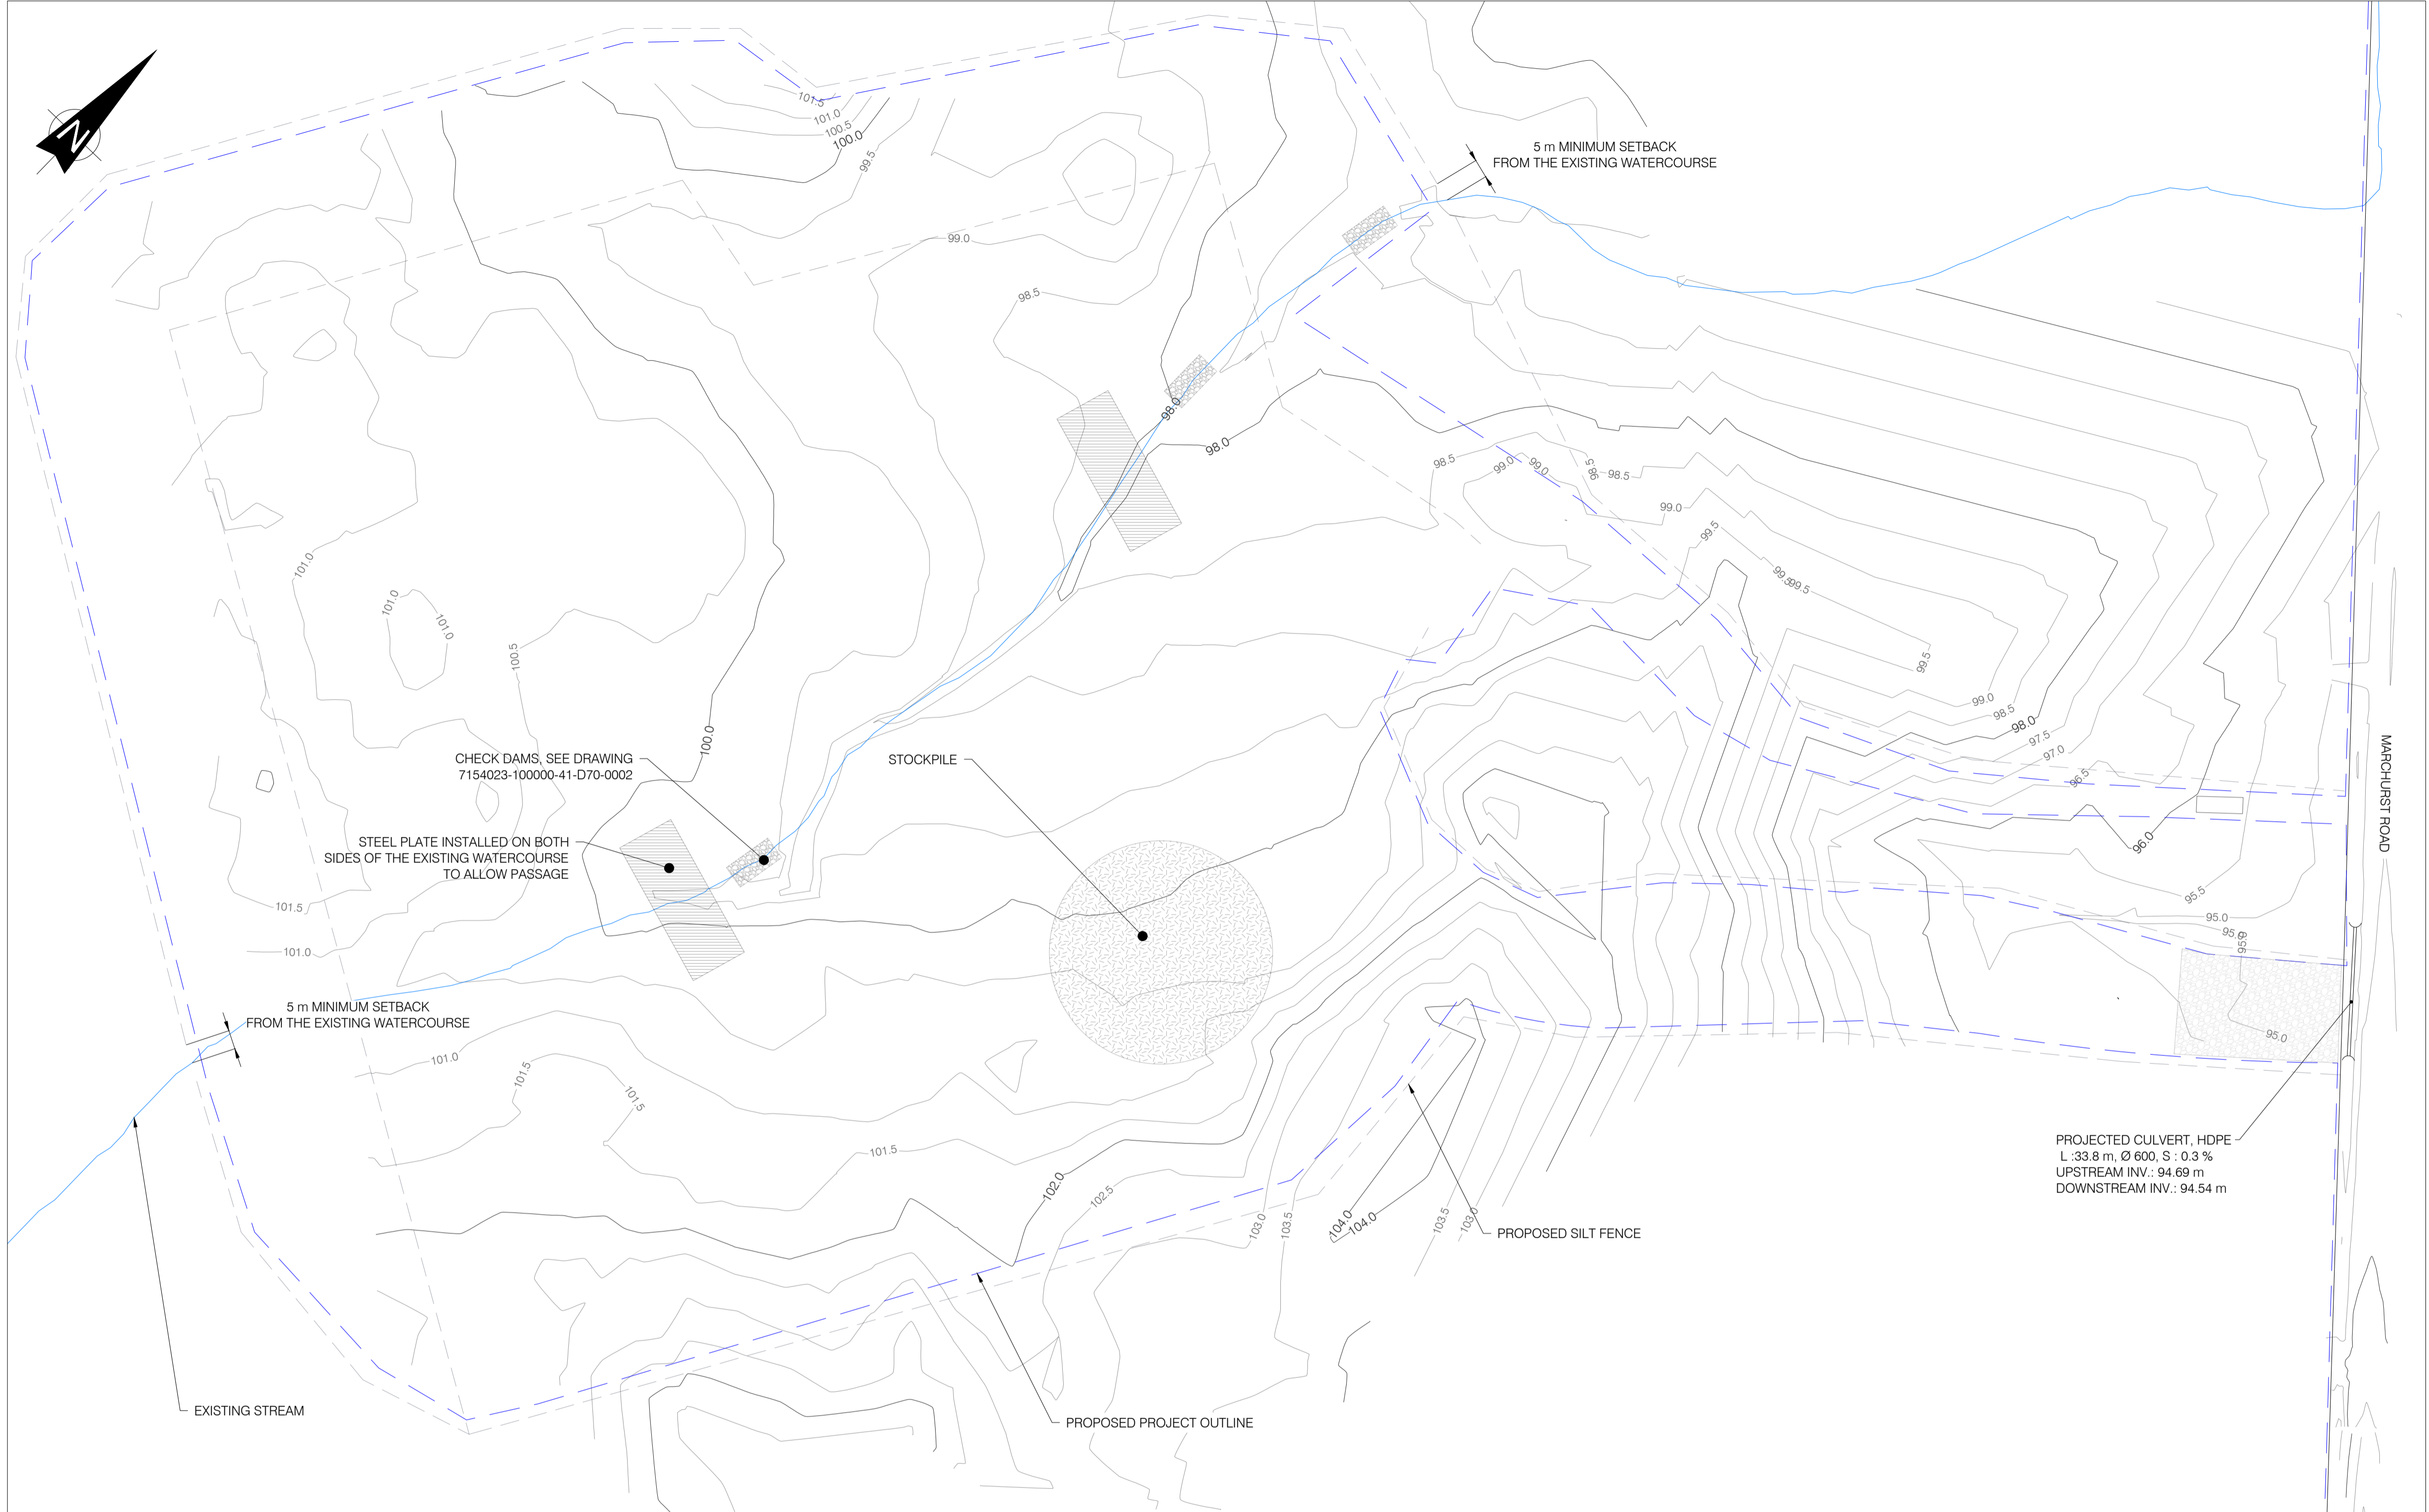 N
101.5
101.0
100.5
100.0
99.5
5 m MINIMUM SETBACK
FROM THE EXISTING WATERCOURSE
99.0
98.5
98.0
98.0
98.5
99.0
99.0
98.5
98.5
99.0
99.5
99.5
99.5
101.0
101.0
101.0
100.5
99.5
99.0
98.5
98.0
97.5
97.0
96.5
100.0
CHECK DAMS, SEE DRAWING
7154023-100000-41-D70-0002
STOCKPILE
MARCHURST ROAD
STEEL PLATE INSTALLED ON BOTH
SIDES OF THE EXISTING WATERCOURSE
TO ALLOW PASSAGE
96.0
95.5
95.0
95.0
95.0
95.0
101.5
101.0
5 m MINIMUM SETBACK
FROM THE EXISTING WATERCOURSE
101.0
101.5
101.5
101.5
102.0
102.5
103.0
103.5
104.0
104.0
103.5
103.0
PROJECTED CULVERT, HDPE
L :33.8 m, Ø 600, S : 0.3 %
UPSTREAM INV.: 94.69 m
DOWNSTREAM INV.: 94.54 m
PROPOSED SILT FENCE
EXISTING STREAM
PROPOSED PROJECT OUTLINE